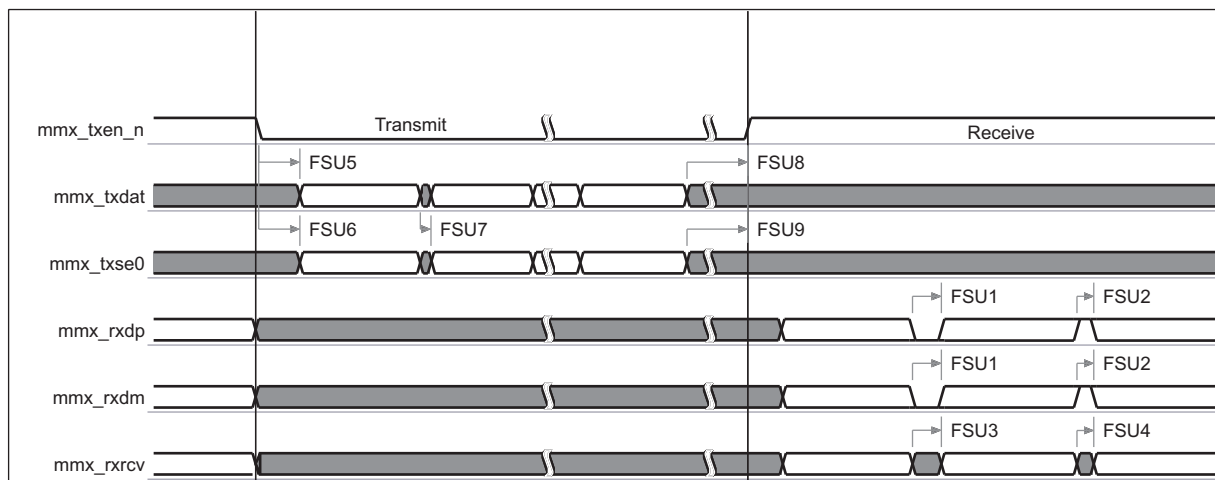 mmx_txen_n
Transmit
Receive
FSU5
FSU8
mmx_txdat
FSU6
FSU7
FSU9
mmx_txse0
FSU1
FSU2
mmx_rxdp
FSU1
FSU2
mmx_rxdm
FSU3
FSU4
mmx_rxrcv